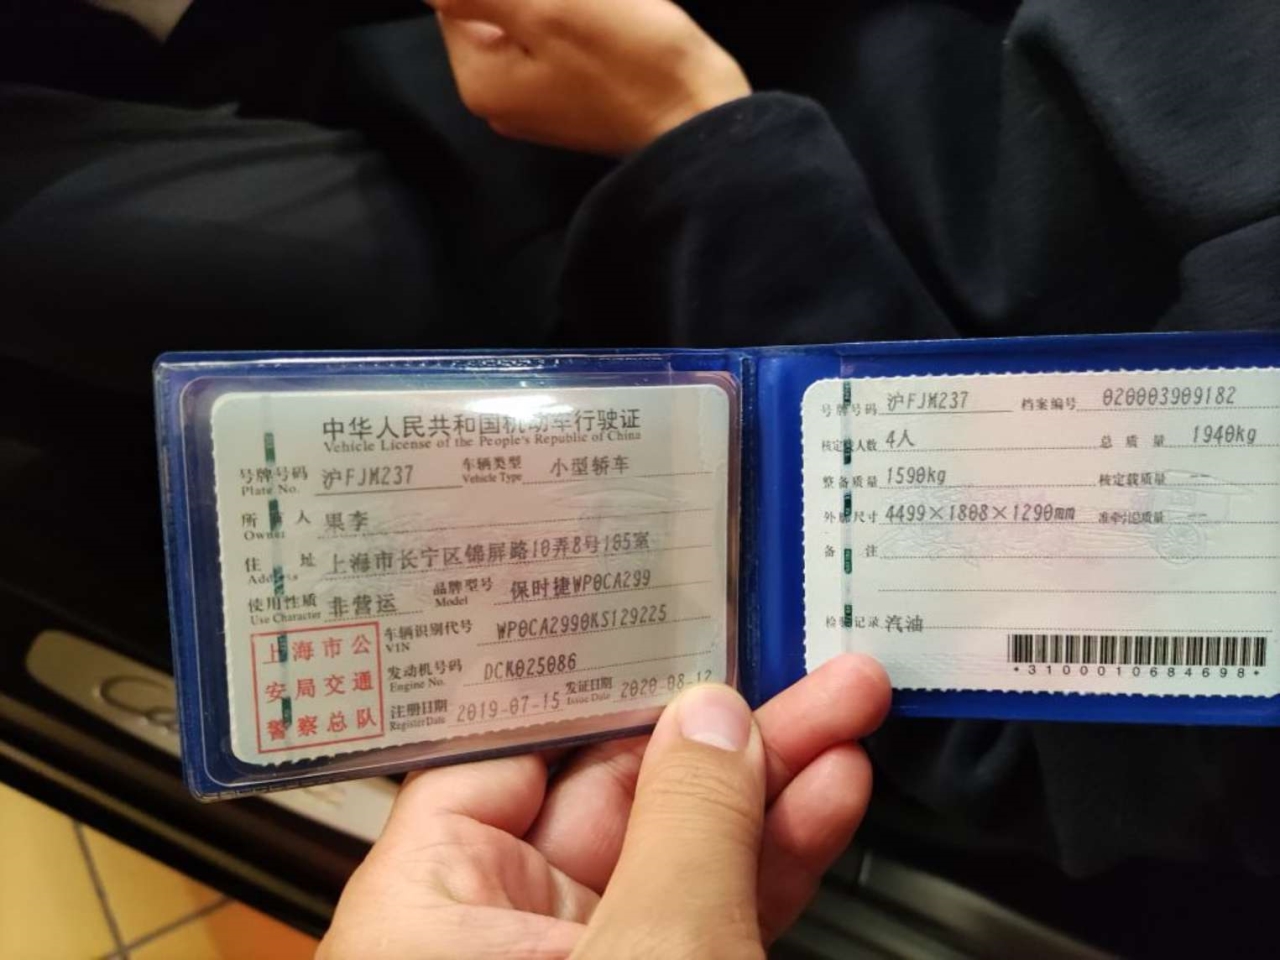 中华人民共和国机动车行驶证
Vehicle License of the People's Republic of China
号牌号码 沪FJM237 车辆类型 小型轿车
Plate No. Vehicle Type
所 人 果李
Owner
住 址 上海市长宁区锦屏路10弄8号105室
Address
使用性质 非营运 品牌型号 保时捷WP0CA299
Use Character Model
车辆识别代号 WP0CA2990KS129225
VIN
发动机号码 DCK025086
Engine No.
注册日期 2019-07-15 发证日期 2020-08-12
Register Date Issue Date
上海市公
安局交通
警察总队
号牌号码 沪FJM237 档案编号 020003909182
核定载人数 4人 总质量 1940kg
整备质量 1590kg 核定载质量 --
外廓尺寸 4499×1808×1290mm 准牵引总质量 --
备 注
检验记录 汽油
*3100010684698*